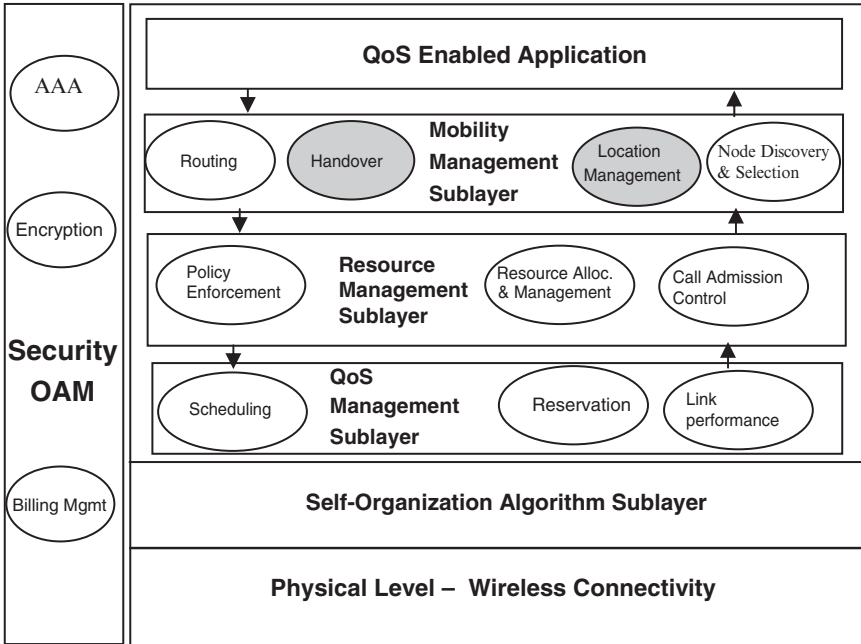 AAA
Encryption
Security
OAM
Billing Mgmt
QoS Enabled Application
Routing
Handover
Mobility
Management
Sublayer
Location
Management
Node Discovery
& Selection
Policy
Enforcement
Resource
Management
Sublayer
Resource Alloc.
& Management
Call Admission
Control
Scheduling
QoS
Management
Sublayer
Reservation
Link
performance
Self-Organization Algorithm Sublayer
Physical Level – Wireless Connectivity